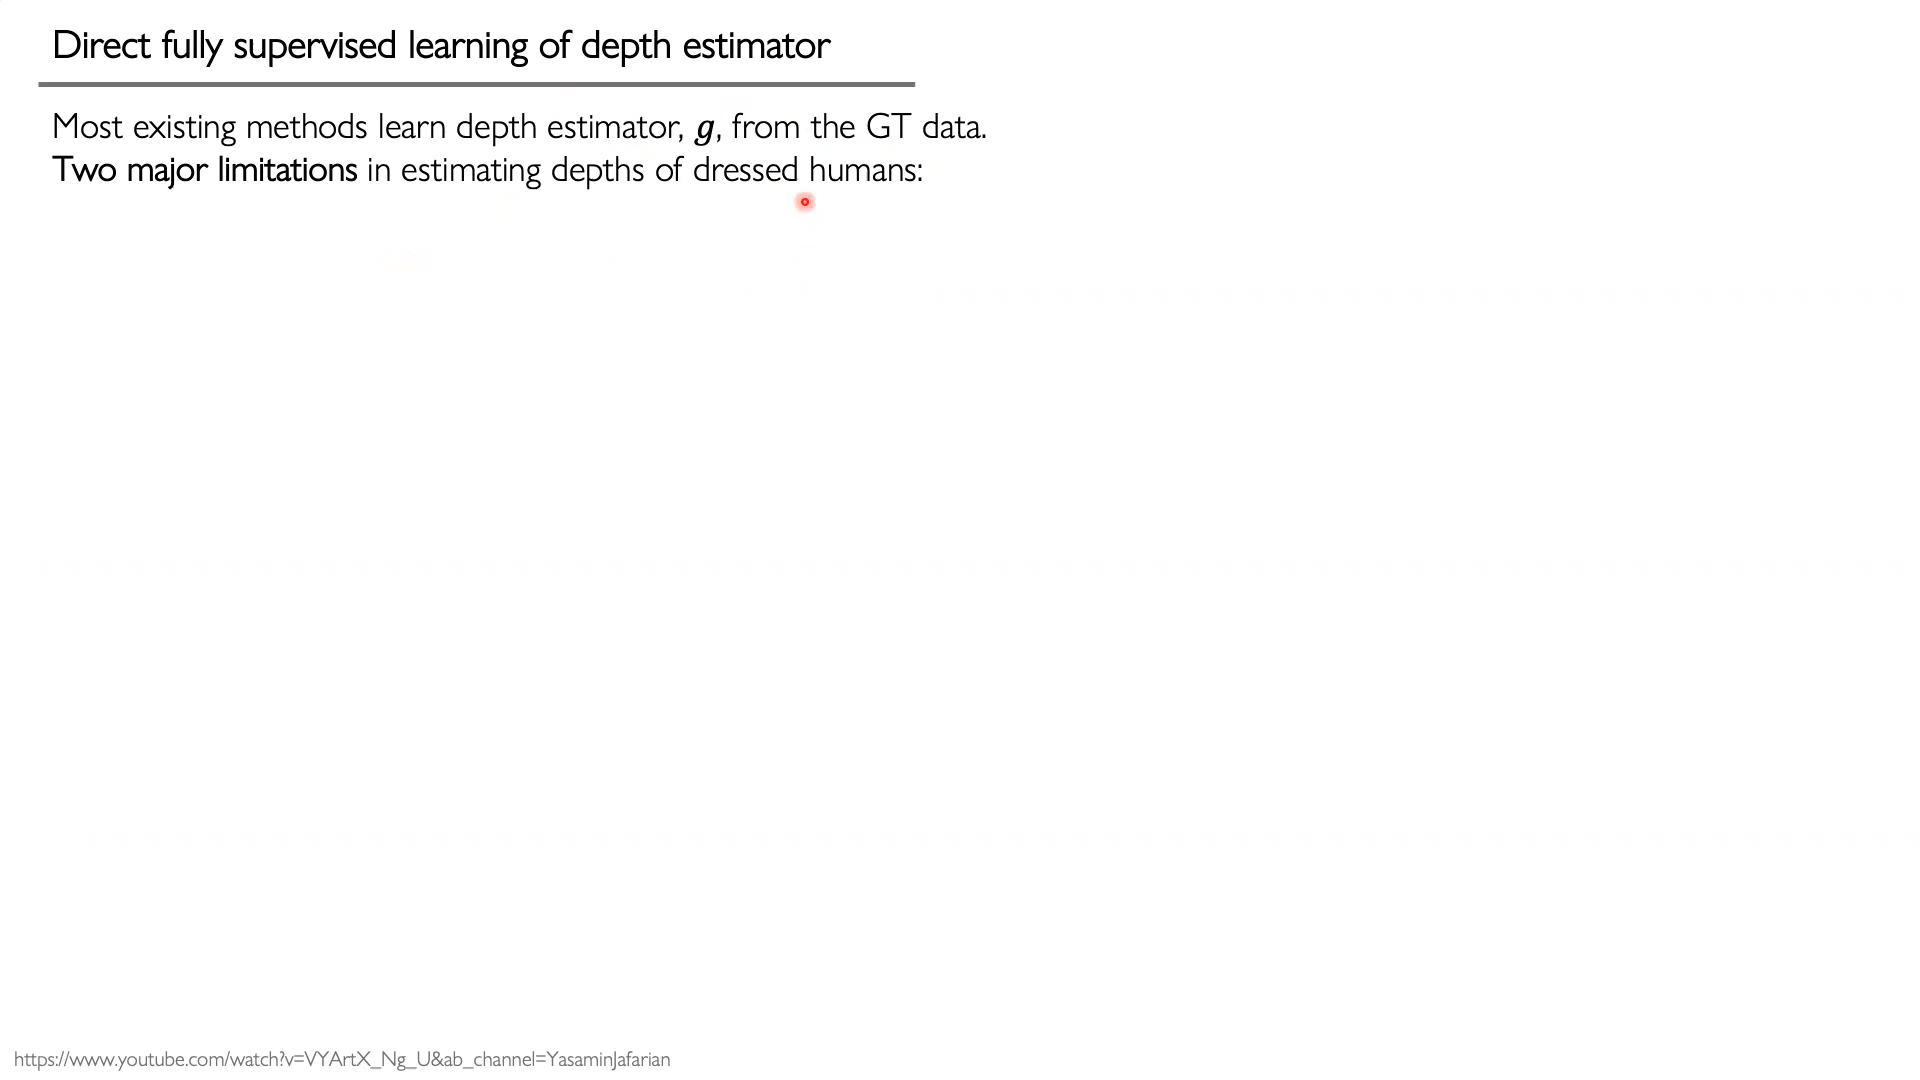 Direct fully supervised learning of depth estimator
Most existing methods learn depth estimator, g, from the GT data.
Two major limitations in estimating depths of dressed humans:
https://www.youtube.com/watch?v=VYArtX_Ng_U&ab_channel=YasaminJafarian